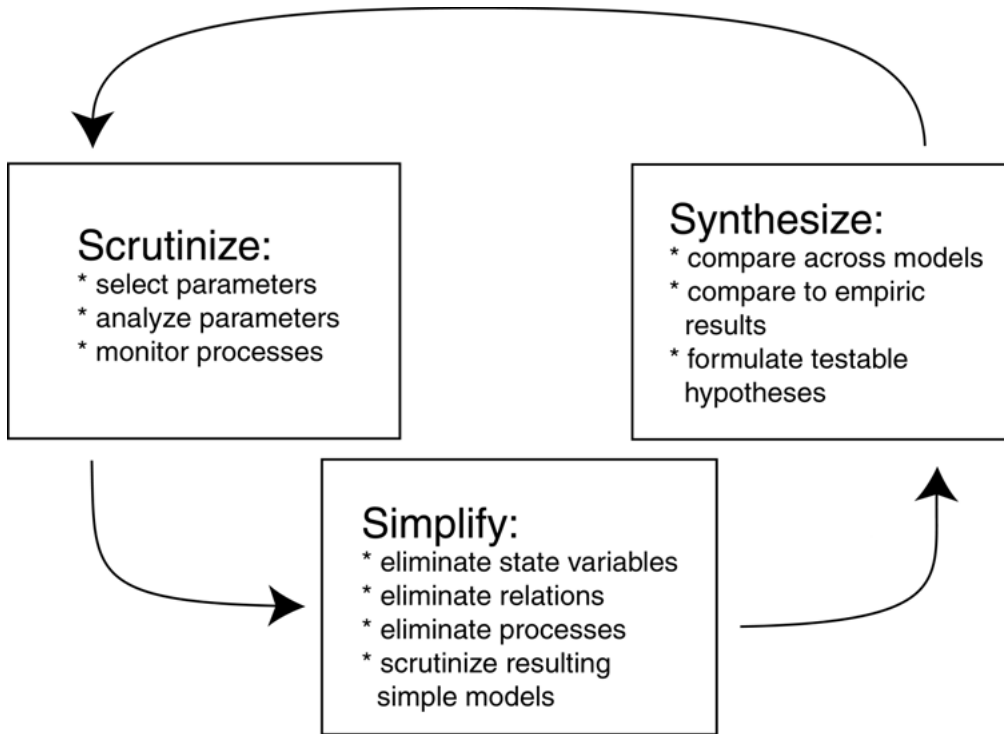 Scrutinize:
* select parameters
* analyze parameters
* monitor processes
Simplify:
* eliminate state variables
* eliminate relations
* eliminate processes
* scrutinize resulting
simple models
Synthesize:
* compare across models
* compare to empiric
results
* formulate testable
hypotheses